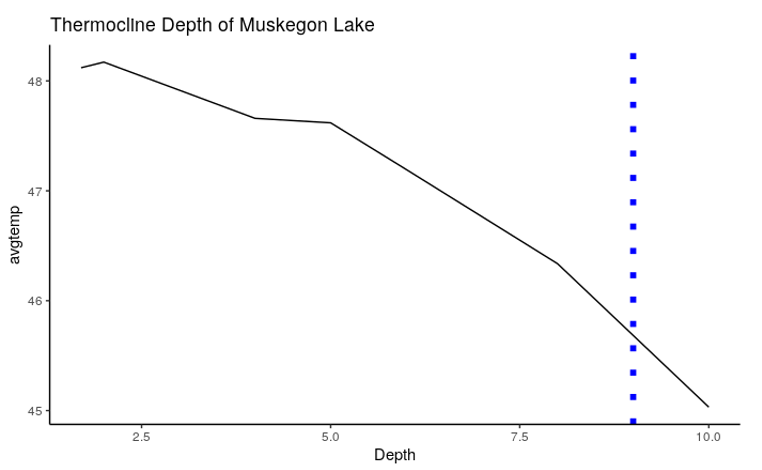 Thermocline Depth of Muskegon Lake
48
47
46
45
avgtemp
2.5
5.0
7.5
10.0
Depth